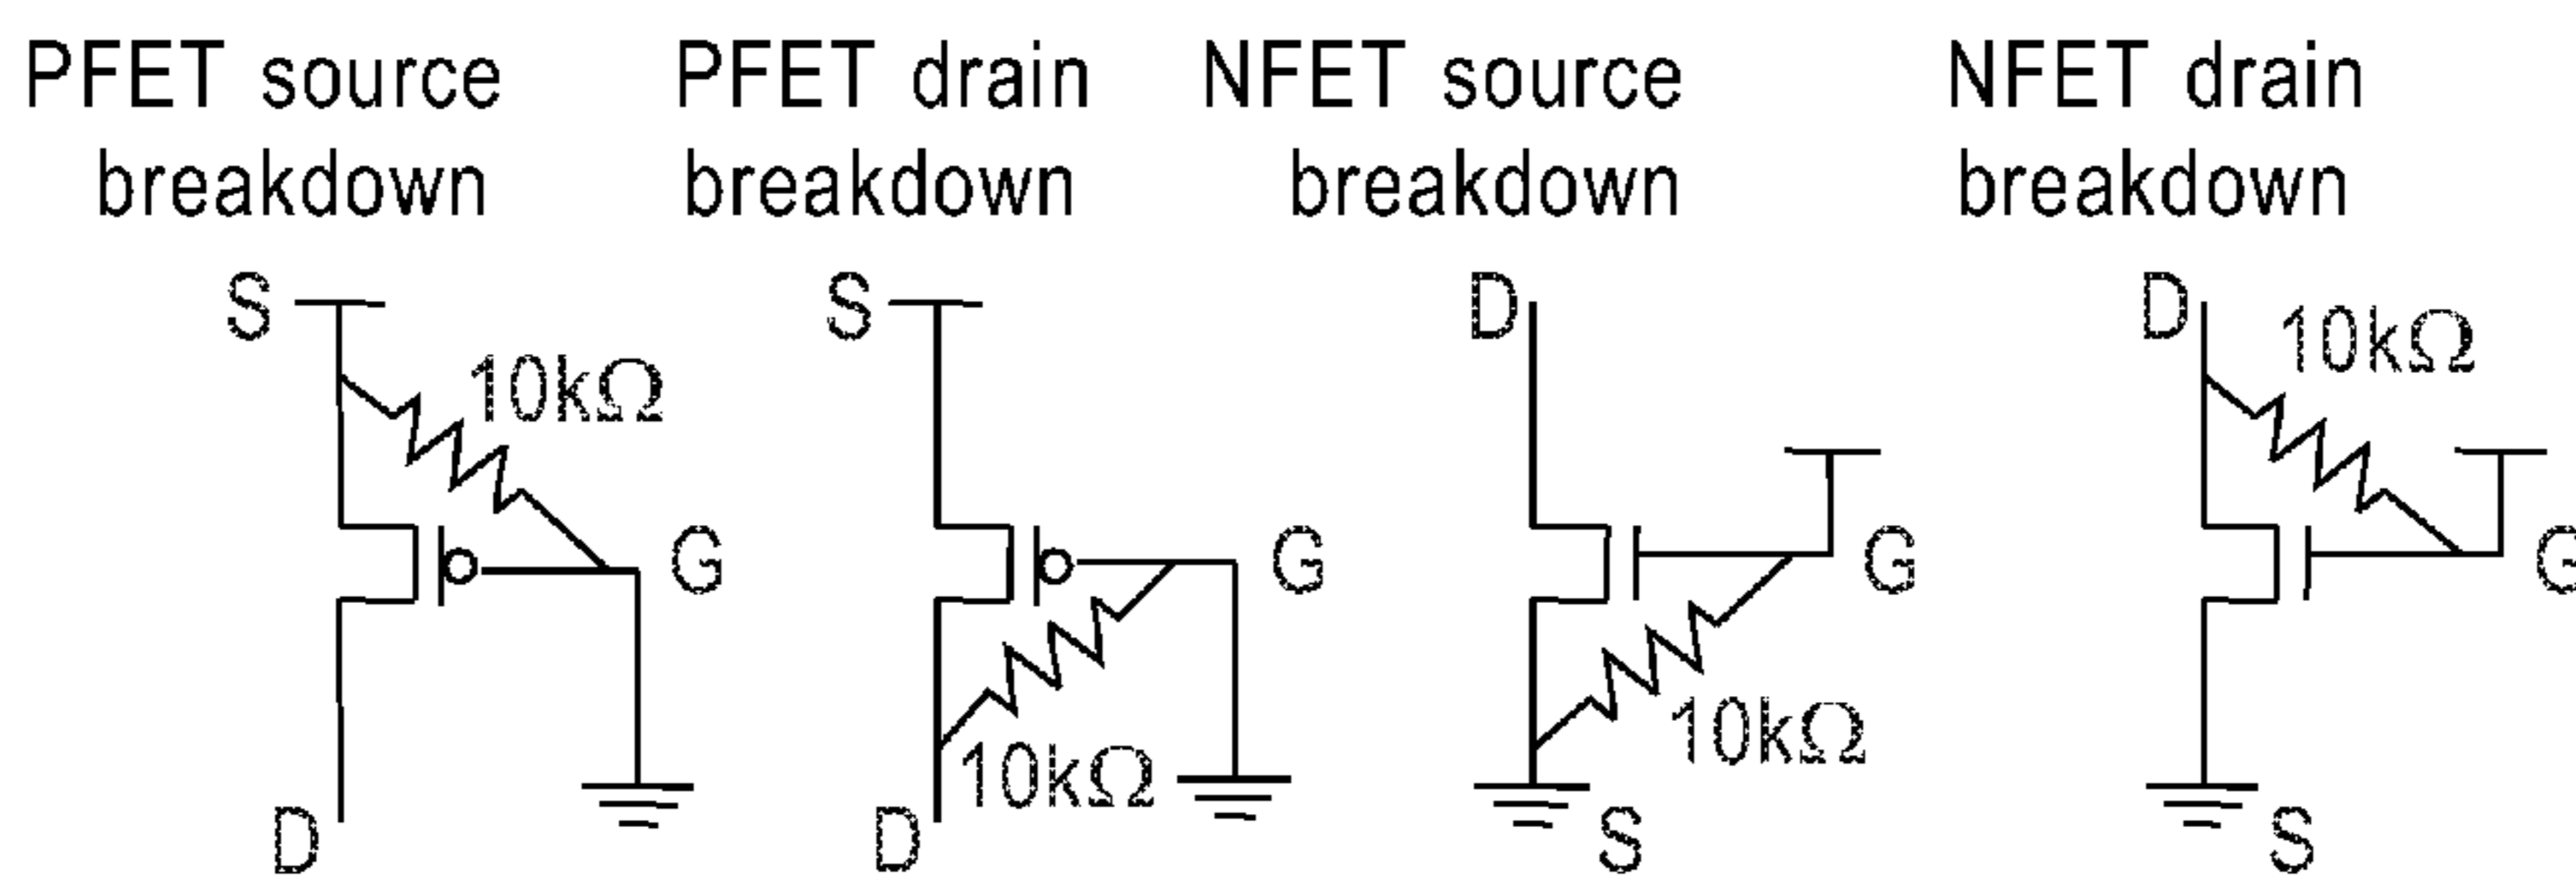 PFET source
breakdown
PFET drain
breakdown
NFET source
breakdown
NFET drain
breakdown
S
10kΩ
G
D
S
G
10kΩ
D
D
G
10kΩ
S
D
10kΩ
G
S